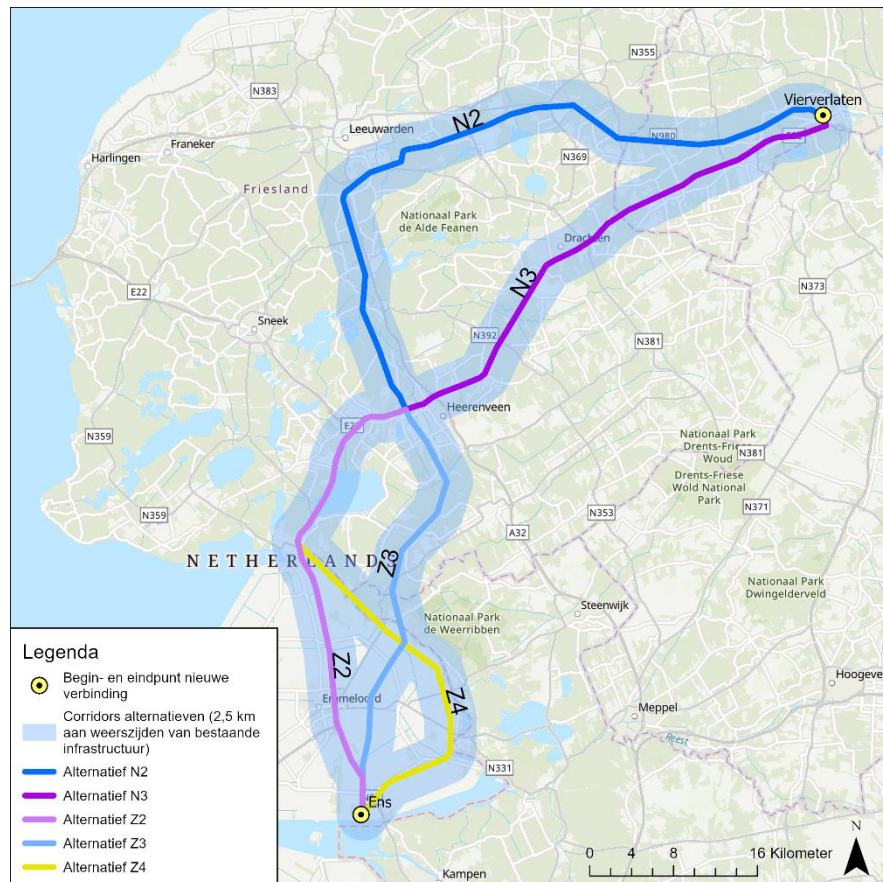 N355
N383
Vierverlaten
Leeuwarden
N2
Franeker
N980
Harlingen
N369
Friesland
Nationaal Park
de Alde Feanen
Drachten
N3
E22
N373
Sneek
N392
N381
Heerenveen
N359
Nationaal Park
Drents-Friese
Woud
N381
Drents-Friese
Wold National
Park
N371
N359
A32
N353
NETHERLAND
Z3
Nationaal Park
Dwingelderveld
Steenwijk
Nationaal Park
de Weerribben
Z2
Z4
Emmeloord
Meppel
Hoogeve
Reest
N331
Ens
Kampen
Legenda
Begin- en eindpunt nieuwe
verbinding
Corridors alternatieven (2,5 km
aan weerszijden van bestaande
infrastructuur)
Alternatief N2
Alternatief N3
Alternatief Z2
Alternatief Z3
Alternatief Z4
0 4 8 16 Kilometer
N